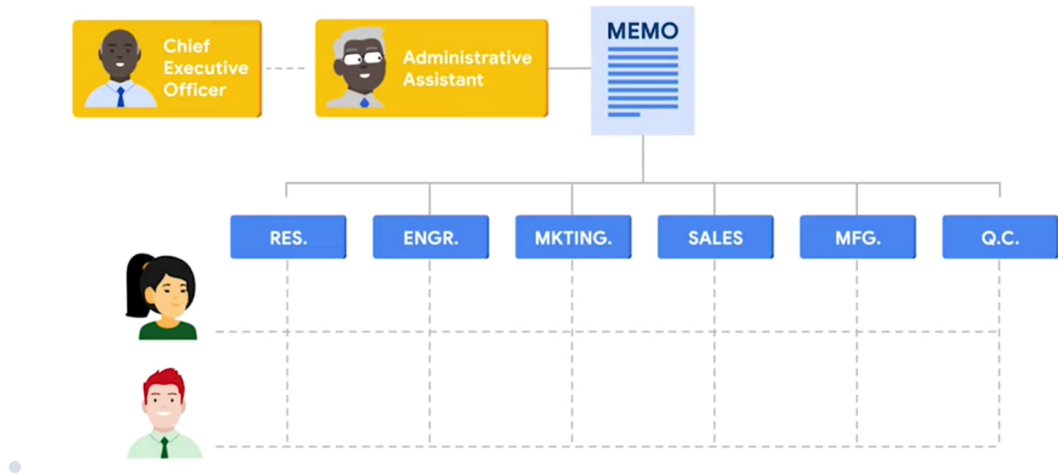 Chief
Executive
Officer
Administrative
Assistant
MEMO
RES.
ENGR.
MKTING.
SALES
MFG.
Q.C.